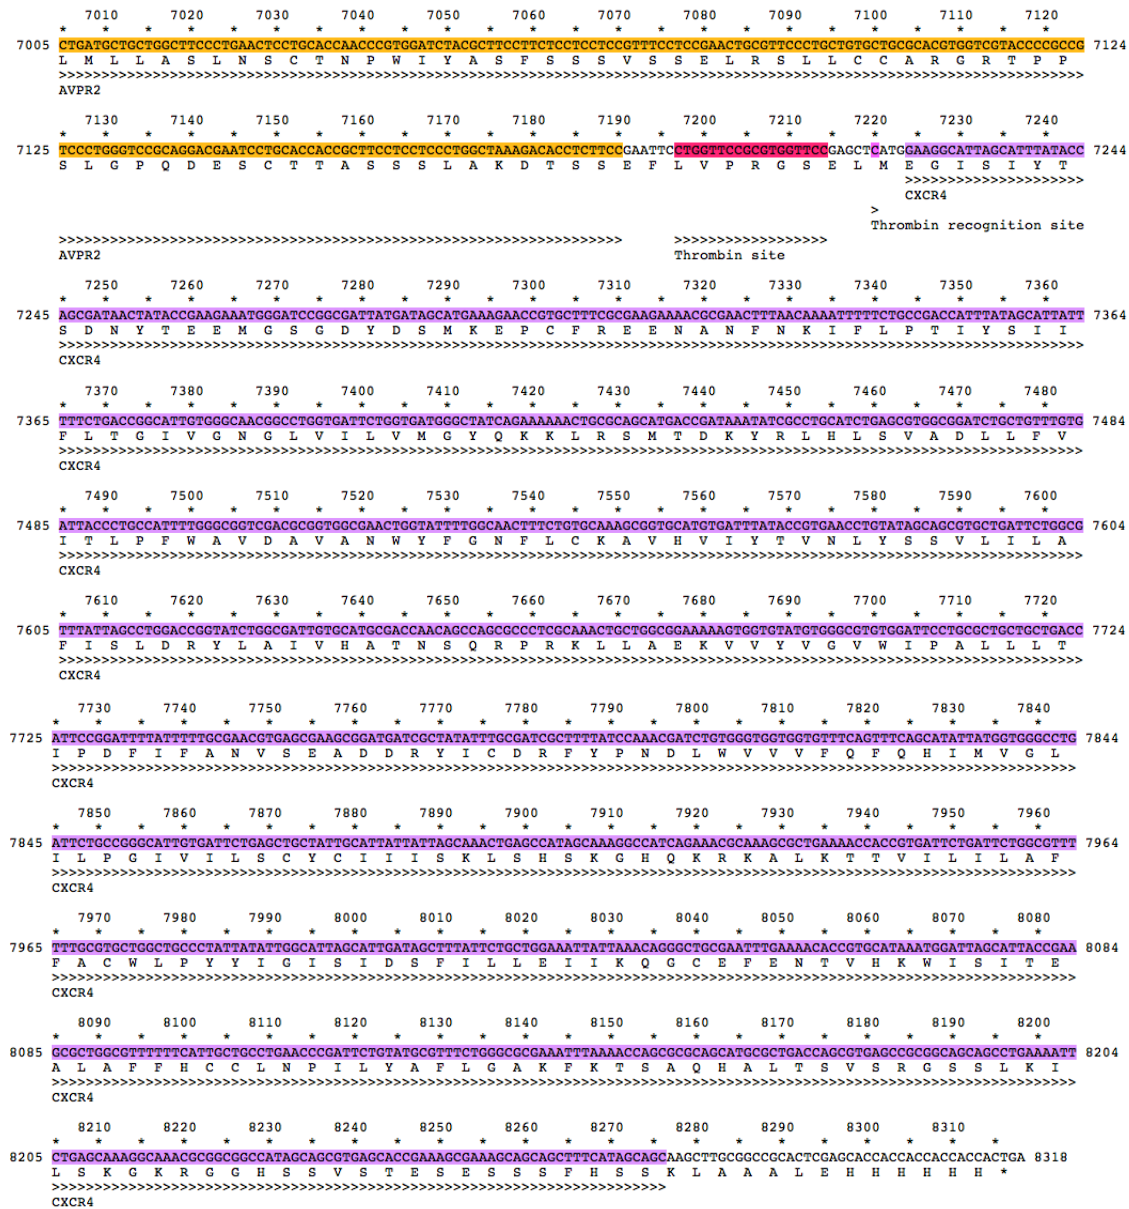 7010 7020 7030 7040 7050 7060 7070 7080 7090 7100 7110 7120
* * * * * * * * * * * * * * * * * * * * * * * *
7005 CTGATGCTGCTGGCTTCCCTGAACTCCTGCACCAACCCGTGGATCTACGCTTCCTTCTCCTCCTCCGTTTCCTCCGAACTGCGTTCCCTGCTGTGCTGCGCACGTGGTCGTACCCCGCCG 7124
L M L L A S L N S C T N P W I Y A S F S S S V S S E L R S L L C C A R G R T P P
>>>>>>>>>>>>>>>>>>>>>>>>>>>>>>>>>>>>>>>>>>>>>>>>>>>>>>>>>>>>>>>>>>>>>>>>>>>>>>>>>>>>>>>>>>>>>>>>>>>>>>>>>>>>>>>>>>>>>>>>
AVPR2
7130 7140 7150 7160 7170 7180 7190 7200 7210 7220 7230 7240
* * * * * * * * * * * * * * * * * * * * * * * *
7125 TCCCTGGGTCCGCAGGACGAATCCTGCACCACCGCTTCCTCCTCCCTGGCTAAAGACACCTCTTCCGAATTCCTGGTTCCGCGTGGTTCCGAGCTCATGGAAGGCATTAGCATTTATACC 7244
S L G P Q D E S C T T A S S S L A K D T S S E F L V P R G S E L M E G I S I Y T
>>>>>>>>>>>>>>>>>>>>>
CXCR4
>
Thrombin recognition site
>>>>>>>>>>>>>>>>>>>>>>>>>>>>>>>>>>>>>>>>>>>>>>>>>>>>>>>>>>>>>>>>>> >>>>>>>>>>>>>>>>>>
AVPR2 Thrombin site
7250 7260 7270 7280 7290 7300 7310 7320 7330 7340 7350 7360
* * * * * * * * * * * * * * * * * * * * * * * *
7245 AGCGATAACTATACCGAAGAAATGGGATCCGGCGATTATGATAGCATGAAAGAACCGTGCTTTCGCGAAGAAAACGCGAACTTTAACAAAATTTTTCTGCCGACCATTTATAGCATTATT 7364
S D N Y T E E M G S G D Y D S M K E P C F R E E N A N F N K I F L P T I Y S I I
>>>>>>>>>>>>>>>>>>>>>>>>>>>>>>>>>>>>>>>>>>>>>>>>>>>>>>>>>>>>>>>>>>>>>>>>>>>>>>>>>>>>>>>>>>>>>>>>>>>>>>>>>>>>>>>>>>>>>>>>
CXCR4
7370 7380 7390 7400 7410 7420 7430 7440 7450 7460 7470 7480
* * * * * * * * * * * * * * * * * * * * * * * *
7365 TTTCTGACCGGCATTGTGGGCAACGGCCTGGTGATTCTGGTGATGGGCTATCAGAAAAAACTGCGCAGCATGACCGATAAATATCGCCTGCATCTGAGCGTGGCGGATCTGCTGTTTGTG 7484
F L T G I V G N G L V I L V M G Y Q K K L R S M T D K Y R L H L S V A D L L F V
>>>>>>>>>>>>>>>>>>>>>>>>>>>>>>>>>>>>>>>>>>>>>>>>>>>>>>>>>>>>>>>>>>>>>>>>>>>>>>>>>>>>>>>>>>>>>>>>>>>>>>>>>>>>>>>>>>>>>>>>
CXCR4
7490 7500 7510 7520 7530 7540 7550 7560 7570 7580 7590 7600
* * * * * * * * * * * * * * * * * * * * * * * *
7485 ATTACCCTGCCATTTTGGGCGGTCGACGCGGTGGCGAACTGGTATTTTGGCAACTTTCTGTGCAAAGCGGTGCATGTGATTTATACCGTGAACCTGTATAGCAGCGTGCTGATTCTGGCG 7604
I T L P F W A V D A V A N W Y F G N F L C K A V H V I Y T V N L Y S S V L I L A
>>>>>>>>>>>>>>>>>>>>>>>>>>>>>>>>>>>>>>>>>>>>>>>>>>>>>>>>>>>>>>>>>>>>>>>>>>>>>>>>>>>>>>>>>>>>>>>>>>>>>>>>>>>>>>>>>>>>>>>>
CXCR4
7610 7620 7630 7640 7650 7660 7670 7680 7690 7700 7710 7720
* * * * * * * * * * * * * * * * * * * * * * * *
7605 TTTATTAGCCTGGACCGGTATCTGGCGATTGTGCATGCGACCAACAGCCAGCGCCCTCGCAAACTGCTGGCGGAAAAAGTGGTGTATGTGGGCGTGTGGATTCCTGCGCTGCTGCTGACC 7724
F I S L D R Y L A I V H A T N S Q R P R K L L A E K V V Y V G V W I P A L L L T
>>>>>>>>>>>>>>>>>>>>>>>>>>>>>>>>>>>>>>>>>>>>>>>>>>>>>>>>>>>>>>>>>>>>>>>>>>>>>>>>>>>>>>>>>>>>>>>>>>>>>>>>>>>>>>>>>>>>>>>>
CXCR4
7730 7740 7750 7760 7770 7780 7790 7800 7810 7820 7830 7840
* * * * * * * * * * * * * * * * * * * * * * * *
7725 ATTCCGGATTTTATTTTTGCGAACGTGAGCGAAGCGGATGATCGCTATATTTGCGATCGCTTTTATCCAAACGATCTGTGGGTGGTGGTGTTTCAGTTTCAGCATATTATGGTGGGCCTG 7844
I P D F I F A N V S E A D D R Y I C D R F Y P N D L W V V V F Q F Q H I M V G L
>>>>>>>>>>>>>>>>>>>>>>>>>>>>>>>>>>>>>>>>>>>>>>>>>>>>>>>>>>>>>>>>>>>>>>>>>>>>>>>>>>>>>>>>>>>>>>>>>>>>>>>>>>>>>>>>>>>>>>>>
CXCR4
7850 7860 7870 7880 7890 7900 7910 7920 7930 7940 7950 7960
* * * * * * * * * * * * * * * * * * * * * * * *
7845 ATTCTGCCGGGCATTGTGATTCTGAGCTGCTATTGCATTATTATTAGCAAACTGAGCCATAGCAAAGGCCATCAGAAACGCAAAGCGCTGAAAACCACCGTGATTCTGATTCTGGCGTTT 7964
I L P G I V I L S C Y C I I I S K L S H S K G H Q K R K A L K T T V I L I L A F
>>>>>>>>>>>>>>>>>>>>>>>>>>>>>>>>>>>>>>>>>>>>>>>>>>>>>>>>>>>>>>>>>>>>>>>>>>>>>>>>>>>>>>>>>>>>>>>>>>>>>>>>>>>>>>>>>>>>>>>>
CXCR4
7970 7980 7990 8000 8010 8020 8030 8040 8050 8060 8070 8080
* * * * * * * * * * * * * * * * * * * * * * * *
7965 TTTGCGTGCTGGCTGCCCTATTATATTGGCATTAGCATTGATAGCTTTATTCTGCTGGAAATTATTAAACAGGGCTGCGAATTTGAAAACACCGTGCATAAATGGATTAGCATTACCGAA 8084
F A C W L P Y Y I G I S I D S F I L L E I I K Q G C E F E N T V H K W I S I T E
>>>>>>>>>>>>>>>>>>>>>>>>>>>>>>>>>>>>>>>>>>>>>>>>>>>>>>>>>>>>>>>>>>>>>>>>>>>>>>>>>>>>>>>>>>>>>>>>>>>>>>>>>>>>>>>>>>>>>>>>
CXCR4
8090 8100 8110 8120 8130 8140 8150 8160 8170 8180 8190 8200
* * * * * * * * * * * * * * * * * * * * * * * *
8085 GCGCTGGCGTTTTTTCATTGCTGCCTGAACCCGATTCTGTATGCGTTTCTGGGCGCGAAATTTAAAACCAGCGCGCAGCATGCGCTGACCAGCGTGAGCCGCGGCAGCAGCCTGAAAATT 8204
A L A F F H C C L N P I L Y A F L G A K F K T S A Q H A L T S V S R G S S L K I
>>>>>>>>>>>>>>>>>>>>>>>>>>>>>>>>>>>>>>>>>>>>>>>>>>>>>>>>>>>>>>>>>>>>>>>>>>>>>>>>>>>>>>>>>>>>>>>>>>>>>>>>>>>>>>>>>>>>>>>>
CXCR4
8210 8220 8230 8240 8250 8260 8270 8280 8290 8300 8310
* * * * * * * * * * * * * * * * * * * * * * *
8205 CTGAGCAAAGGCAAACGCGGCGGCCATAGCAGCGTGAGCACCGAAAGCGAAAGCAGCAGCTTTCATAGCAGCAAGCTTGCGGCCGCACTCGAGCACCACCACCACCACCACTGA 8318
L S K G K R G G H S S V S T E S E S S S F H S S K L A A A L E H H H H H H *
>>>>>>>>>>>>>>>>>>>>>>>>>>>>>>>>>>>>>>>>>>>>>>>>>>>>>>>>>>>>>>>>>>>>>>>>
CXCR4